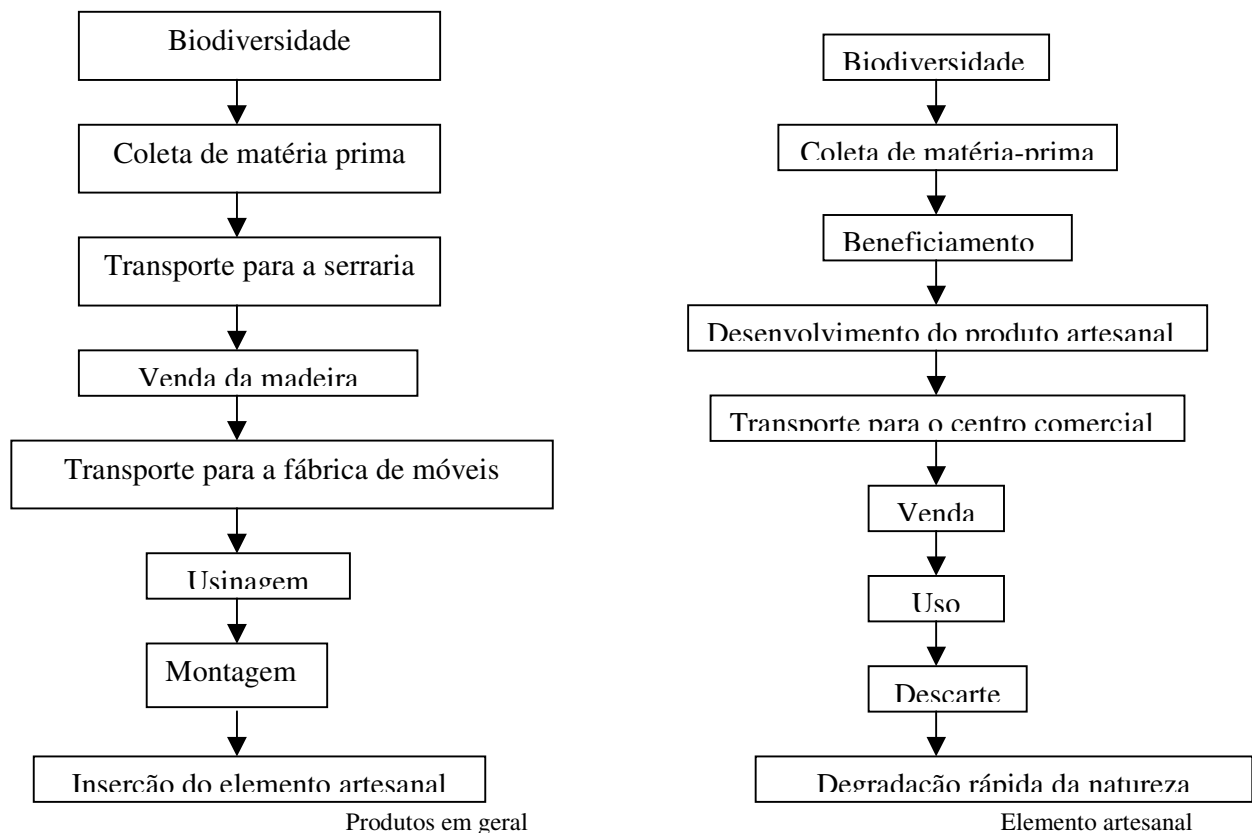 Biodiversidade
Coleta de matéria prima
Transporte para a serraria
Venda da madeira
Transporte para a fábrica de móveis
Usinagem
Montagem
Inserção do elemento artesanal
Produtos em geral
Biodiversidade
Coleta de matéria-prima
Beneficiamento
Desenvolvimento do produto artesanal
Transporte para o centro comercial
Venda
Uso
Descarte
Degradação rápida da natureza
Elemento artesanal